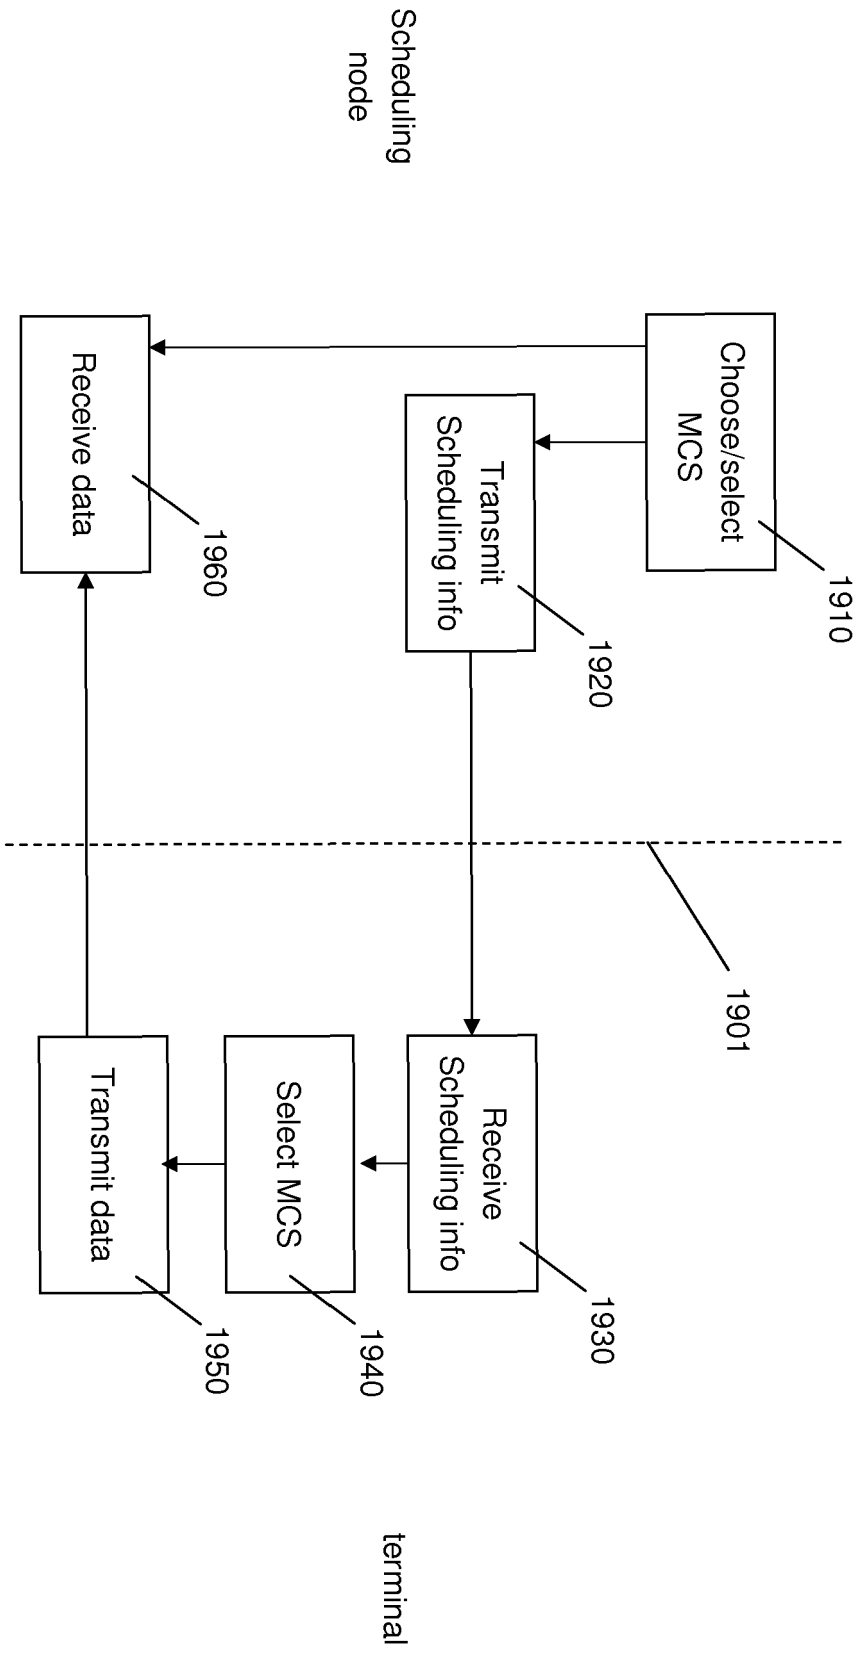 Choose/select
MCS
1910
Transmit
Scheduling info
1920
Receive data
1960
Scheduling
node
1901
Receive
Scheduling info
1930
Select MCS
1940
Transmit data
1950
terminal